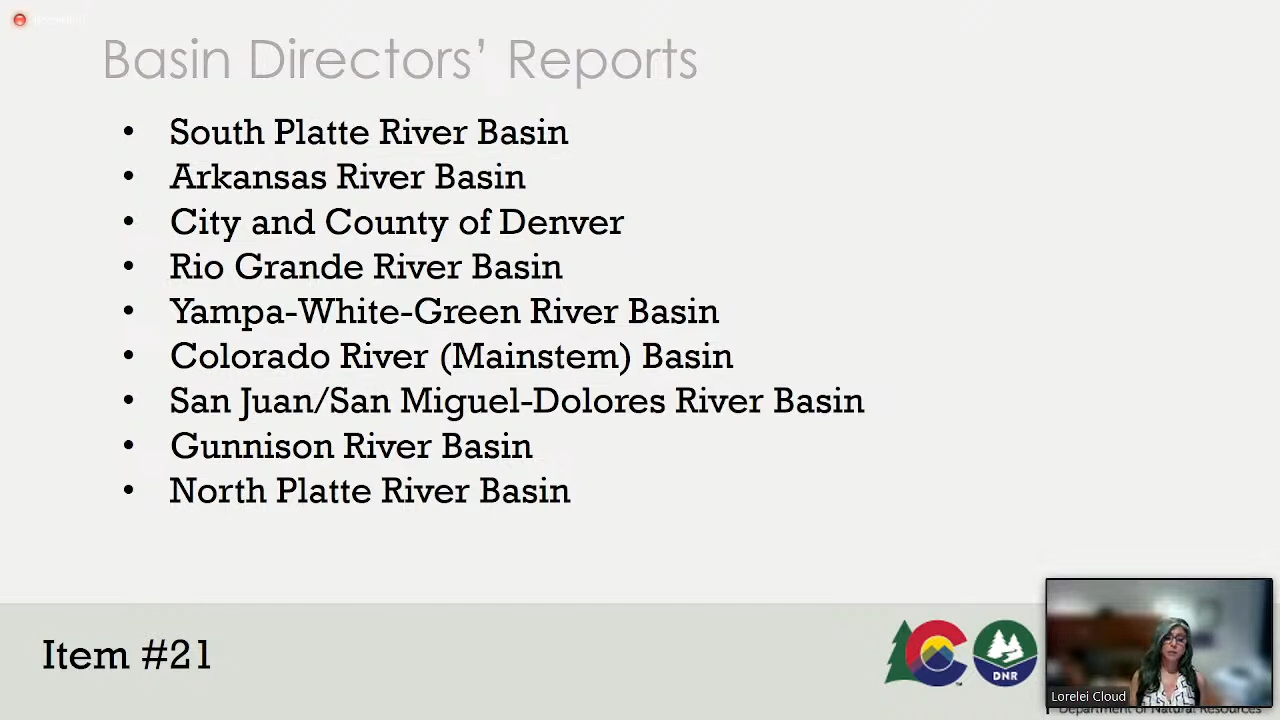 Basin Directors’ Reports
• South Platte River Basin
• Arkansas River Basin
• City and County of Denver
• Rio Grande River Basin
• Yampa-White-Green River Basin
• Colorado River (Mainstem) Basin
• San Juan/San Miguel-Dolores River Basin
• Gunnison River Basin
• North Platte River Basin
Item #21
DNR
Lorelei Cloud
Department of Natural Resources